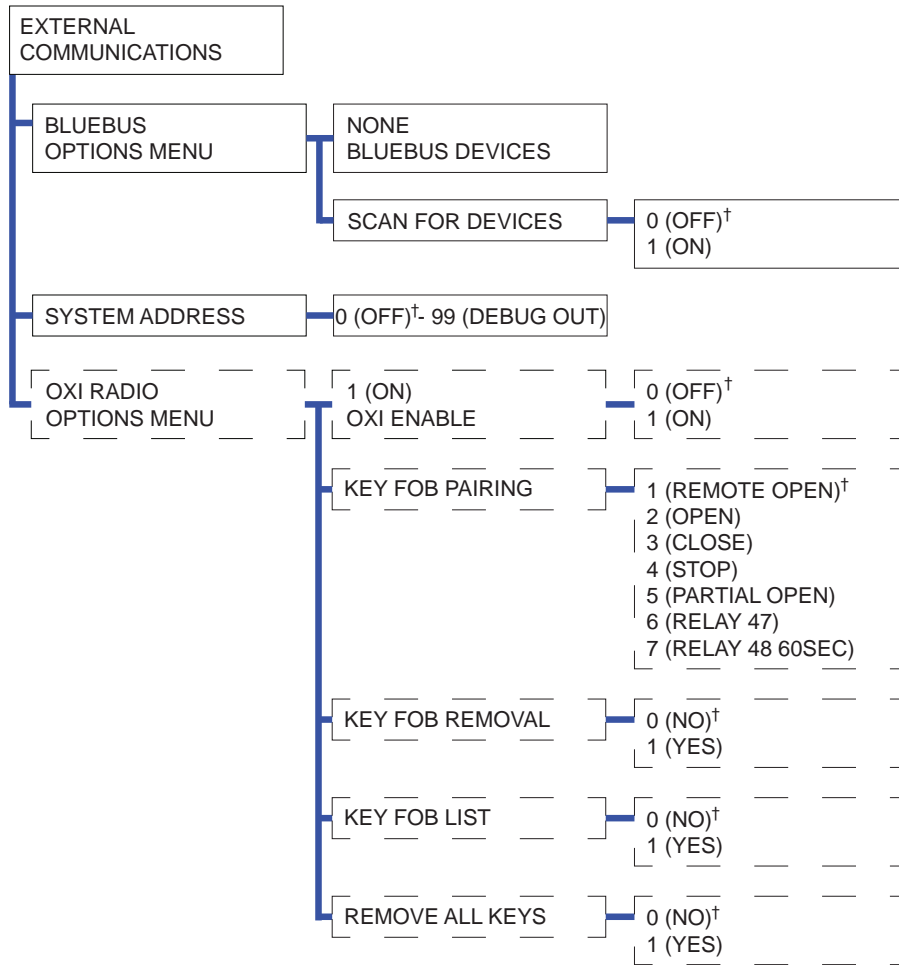 EXTERNAL
COMMUNICATIONS
BLUEBUS
OPTIONS MENU
NONE
BLUEBUS DEVICES
SCAN FOR DEVICES
0 (OFF)†
1 (ON)
SYSTEM ADDRESS
0 (OFF)†- 99 (DEBUG OUT)
OXI RADIO
OPTIONS MENU
1 (ON)
OXI ENABLE
0 (OFF)†
1 (ON)
KEY FOB PAIRING
1 (REMOTE OPEN)†
2 (OPEN)
3 (CLOSE)
4 (STOP)
5 (PARTIAL OPEN)
6 (RELAY 47)
7 (RELAY 48 60SEC)
KEY FOB REMOVAL
0 (NO)†
1 (YES)
KEY FOB LIST
0 (NO)†
1 (YES)
REMOVE ALL KEYS
0 (NO)†
1 (YES)